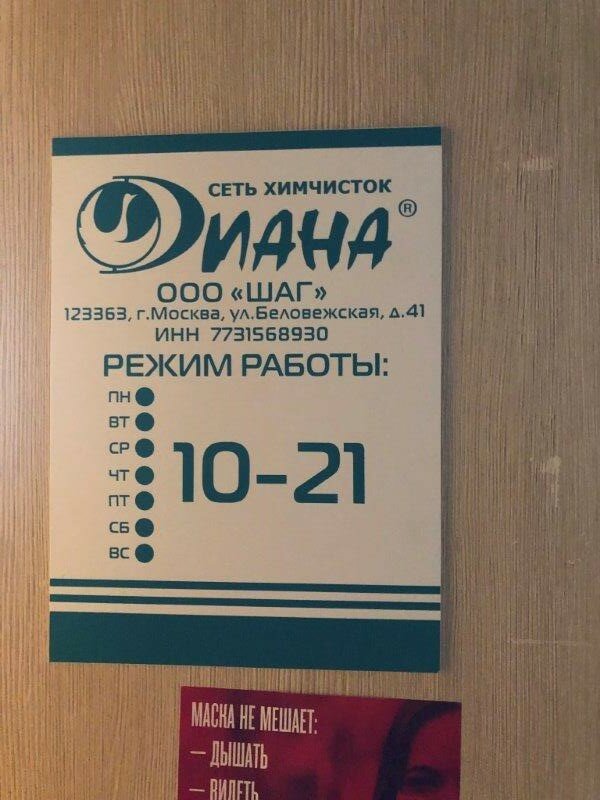 СЕТЬ ХИМЧИСТОК
ДИАНА®
ООО «ШАГ»
123363, г.Москва, ул.Беловежская, д.41
ИНН 7731568930
РЕЖИМ РАБОТЫ:
ПН
ВТ
СР
ЧТ
ПТ
СБ
ВС
10-21
МАСКА НЕ МЕШАЕТ:
— ДЫШАТЬ
— ВИДЕТЬ